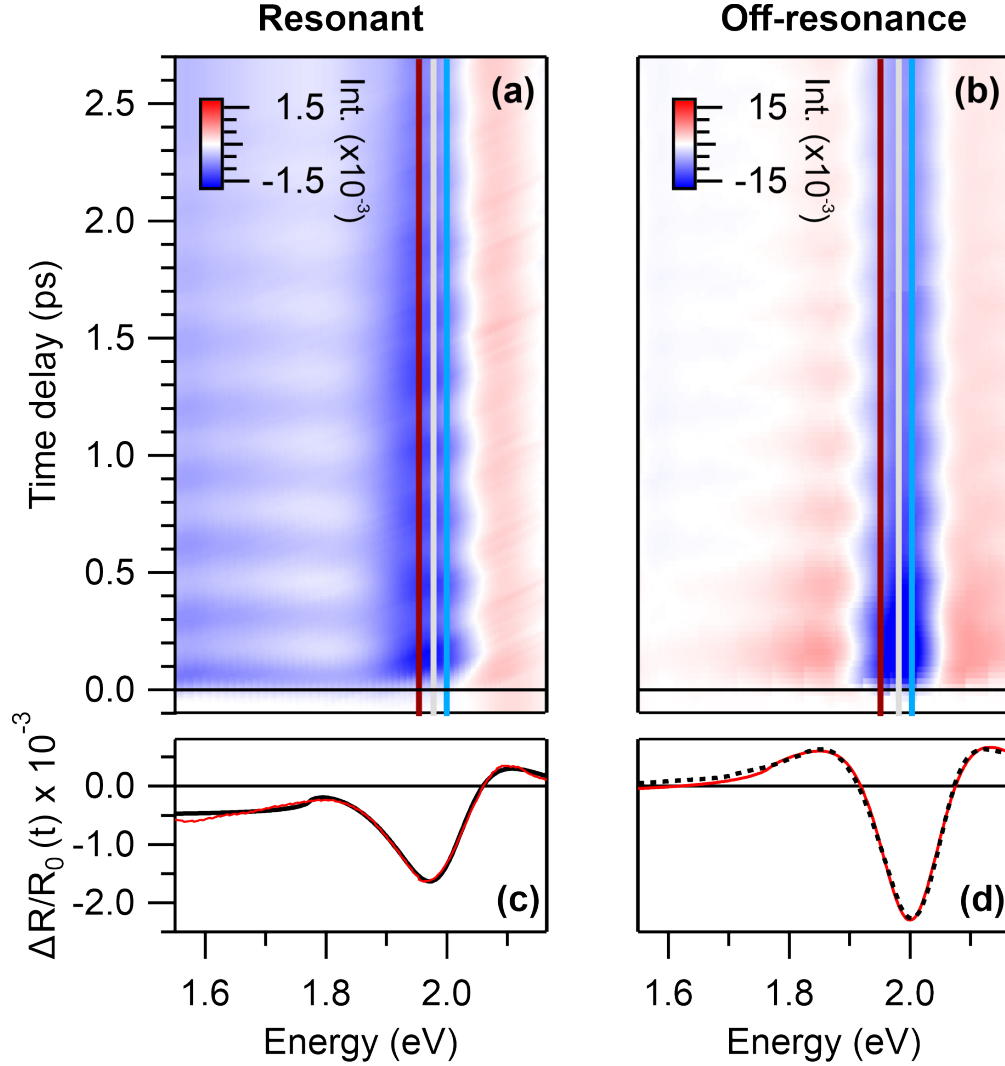 Resonant
Off-resonance
(a)
1.5
-1.5
Int. (x10⁻³)
(b)
15
-15
Int. (x10⁻³)
Time delay (ps)
2.5
2.0
1.5
1.0
0.5
0.0
ΔR/R₀ (t) x 10⁻³
0.0
-1.0
-2.0
(c)
(d)
1.6
1.8
2.0
1.6
1.8
2.0
Energy (eV)
Energy (eV)